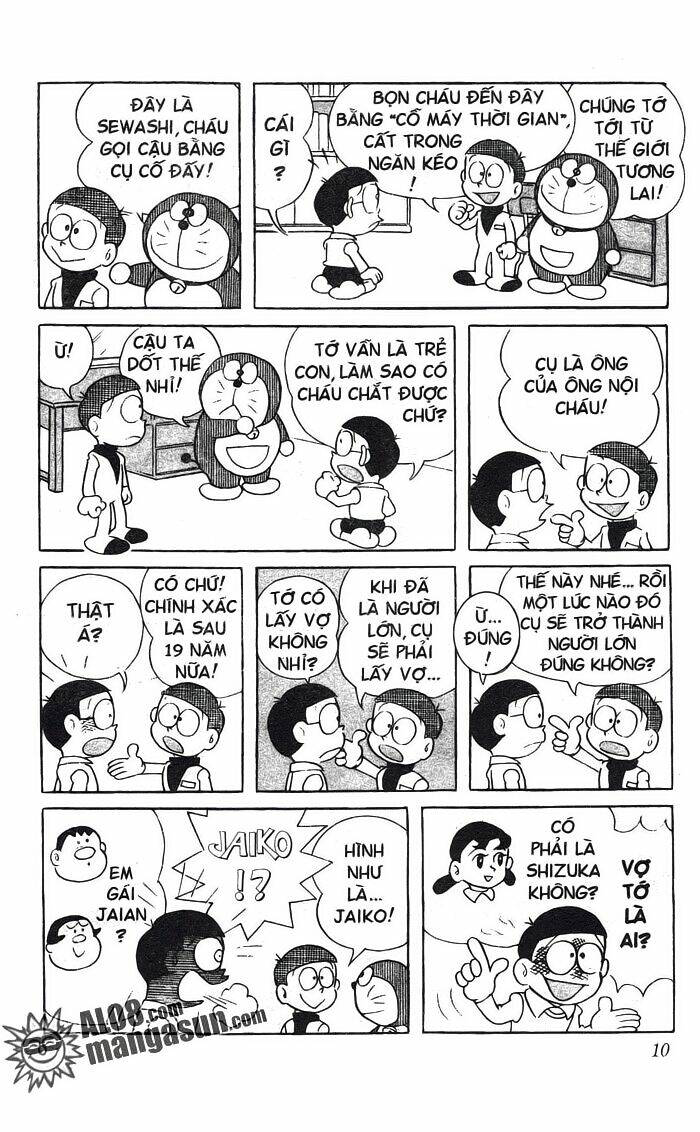 CHÚNG TỚ
TỚI TỪ
THẾ GIỚI
TƯƠNG
LAI!
BỌN CHÁU ĐẾN ĐÂY
BẰNG "CỖ MÁY THỜI GIAN",
CẤT TRONG
NGĂN KÉO
!
CÁI
GÌ
?
ĐÂY LÀ
SEWASHI, CHÁU
GỌI CẬU BẰNG
CỤ CỐ ĐẤY!
CỤ LÀ ÔNG
CỦA ÔNG NỘI
CHÁU!
TỚ VẪN LÀ TRẺ
CON, LÀM SAO CÓ
CHÁU CHẮT ĐƯỢC
CHỨ?
CẬU TA
DỐT THẾ
NHỈ!
Ừ!
THẾ NÀY NHÉ... RỒI
MỘT LÚC NÀO ĐÓ
CỤ SẼ TRỞ THÀNH
NGƯỜI LỚN
ĐÚNG KHÔNG?
Ừ...
ĐÚNG
!
KHI ĐÃ
LÀ NGƯỜI
LỚN, CỤ
SẼ PHẢI
LẤY VỢ...
TỚ CÓ
LẤY VỢ
KHÔNG
NHỈ?
CÓ CHỨ!
CHÍNH XÁC
LÀ SAU
19 NĂM
NỮA!
THẬT
Á?
VỢ
TỚ
LÀ
AI?
CÓ
PHẢI LÀ
SHIZUKA
KHÔNG?
HÌNH
NHƯ
LÀ...
JAIKO!
JAIKO
!?
EM
GÁI
JAIAN
?
A108.com
mangasun.com
10